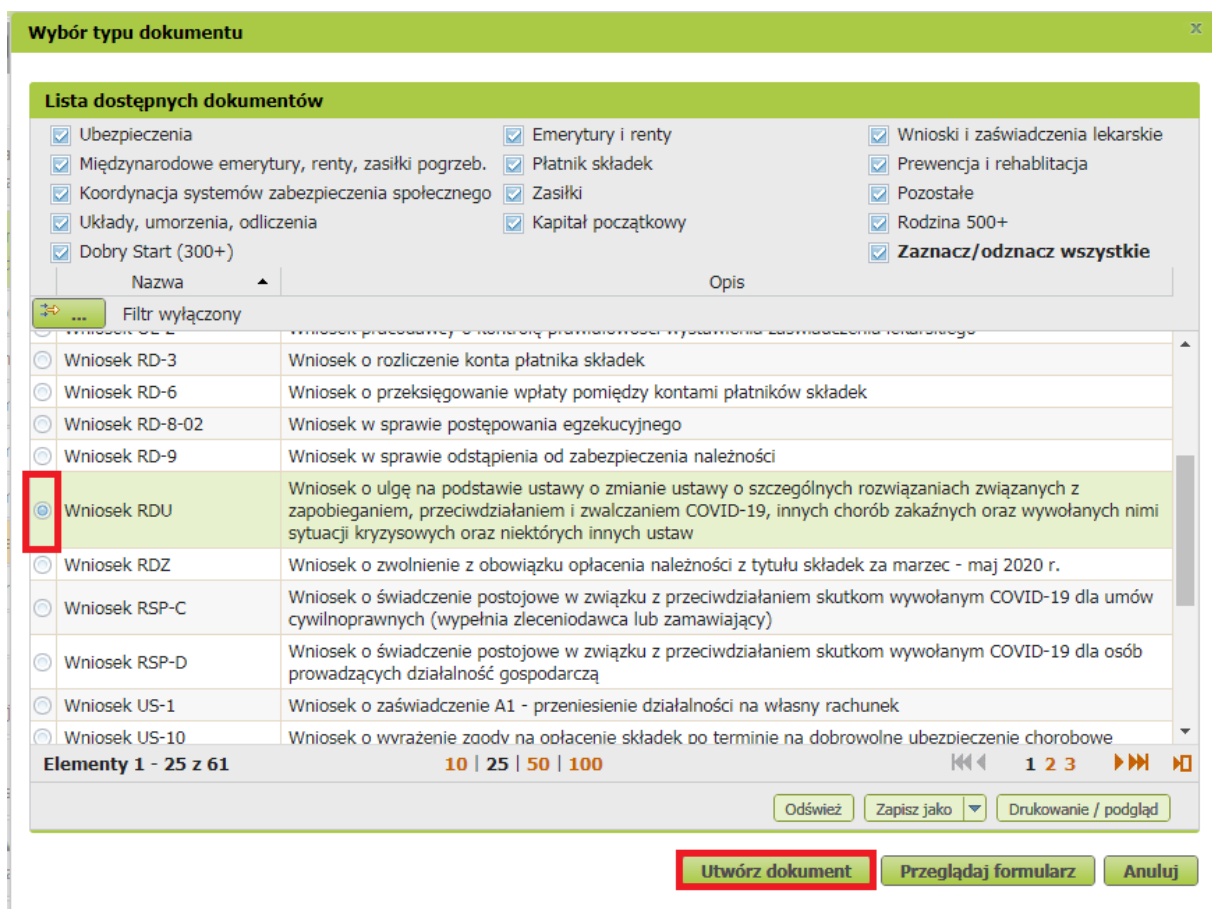 Wybór typu dokumentu
x
Lista dostępnych dokumentów
Ubezpieczenia
Emerytury i renty
Wnioski i zaświadczenia lekarskie
Międzynarodowe emerytury, renty, zasiłki pogrzeb.
Płatnik składek
Prewencja i rehablitacja
Koordynacja systemów zabezpieczenia społecznego
Zasiłki
Pozostałe
Układy, umorzenia, odliczenia
Kapitał początkowy
Rodzina 500+
Dobry Start (300+)
Zaznacz/odznacz wszystkie
Nazwa
Opis
...
Filtr wyłączony
Wniosek pracodawcy o kontrolę prawidłowości wystawienia zaświadczenia lekarskiego
Wniosek RD-3
Wniosek o rozliczenie konta płatnika składek
Wniosek RD-6
Wniosek o przeksięgowanie wpłaty pomiędzy kontami płatników składek
Wniosek RD-8-02
Wniosek w sprawie postępowania egzekucyjnego
Wniosek RD-9
Wniosek w sprawie odstąpienia od zabezpieczenia należności
Wniosek RDU
Wniosek o ulgę na podstawie ustawy o zmianie ustawy o szczególnych rozwiązaniach związanych z
zapobieganiem, przeciwdziałaniem i zwalczaniem COVID-19, innych chorób zakaźnych oraz wywołanych nimi
sytuacji kryzysowych oraz niektórych innych ustaw
Wniosek RDZ
Wniosek o zwolnienie z obowiązku opłacenia należności z tytułu składek za marzec - maj 2020 r.
Wniosek RSP-C
Wniosek o świadczenie postojowe w związku z przeciwdziałaniem skutkom wywołanym COVID-19 dla umów
cywilnoprawnych (wypełnia zleceniodawca lub zamawiający)
Wniosek RSP-D
Wniosek o świadczenie postojowe w związku z przeciwdziałaniem skutkom wywołanym COVID-19 dla osób
prowadzących działalność gospodarczą
Wniosek US-1
Wniosek o zaświadczenie A1 - przeniesienie działalności na własny rachunek
Wniosek US-10
Wniosek o wyrażenie zgody na opłacenie składek po terminie na dobrowolne ubezpieczenie chorobowe
Elementy 1 - 25 z 61
10 | 25 | 50 | 100
1 2 3
Odśwież
Zapisz jako
Drukowanie / podgląd
Utwórz dokument
Przeglądaj formularz
Anuluj